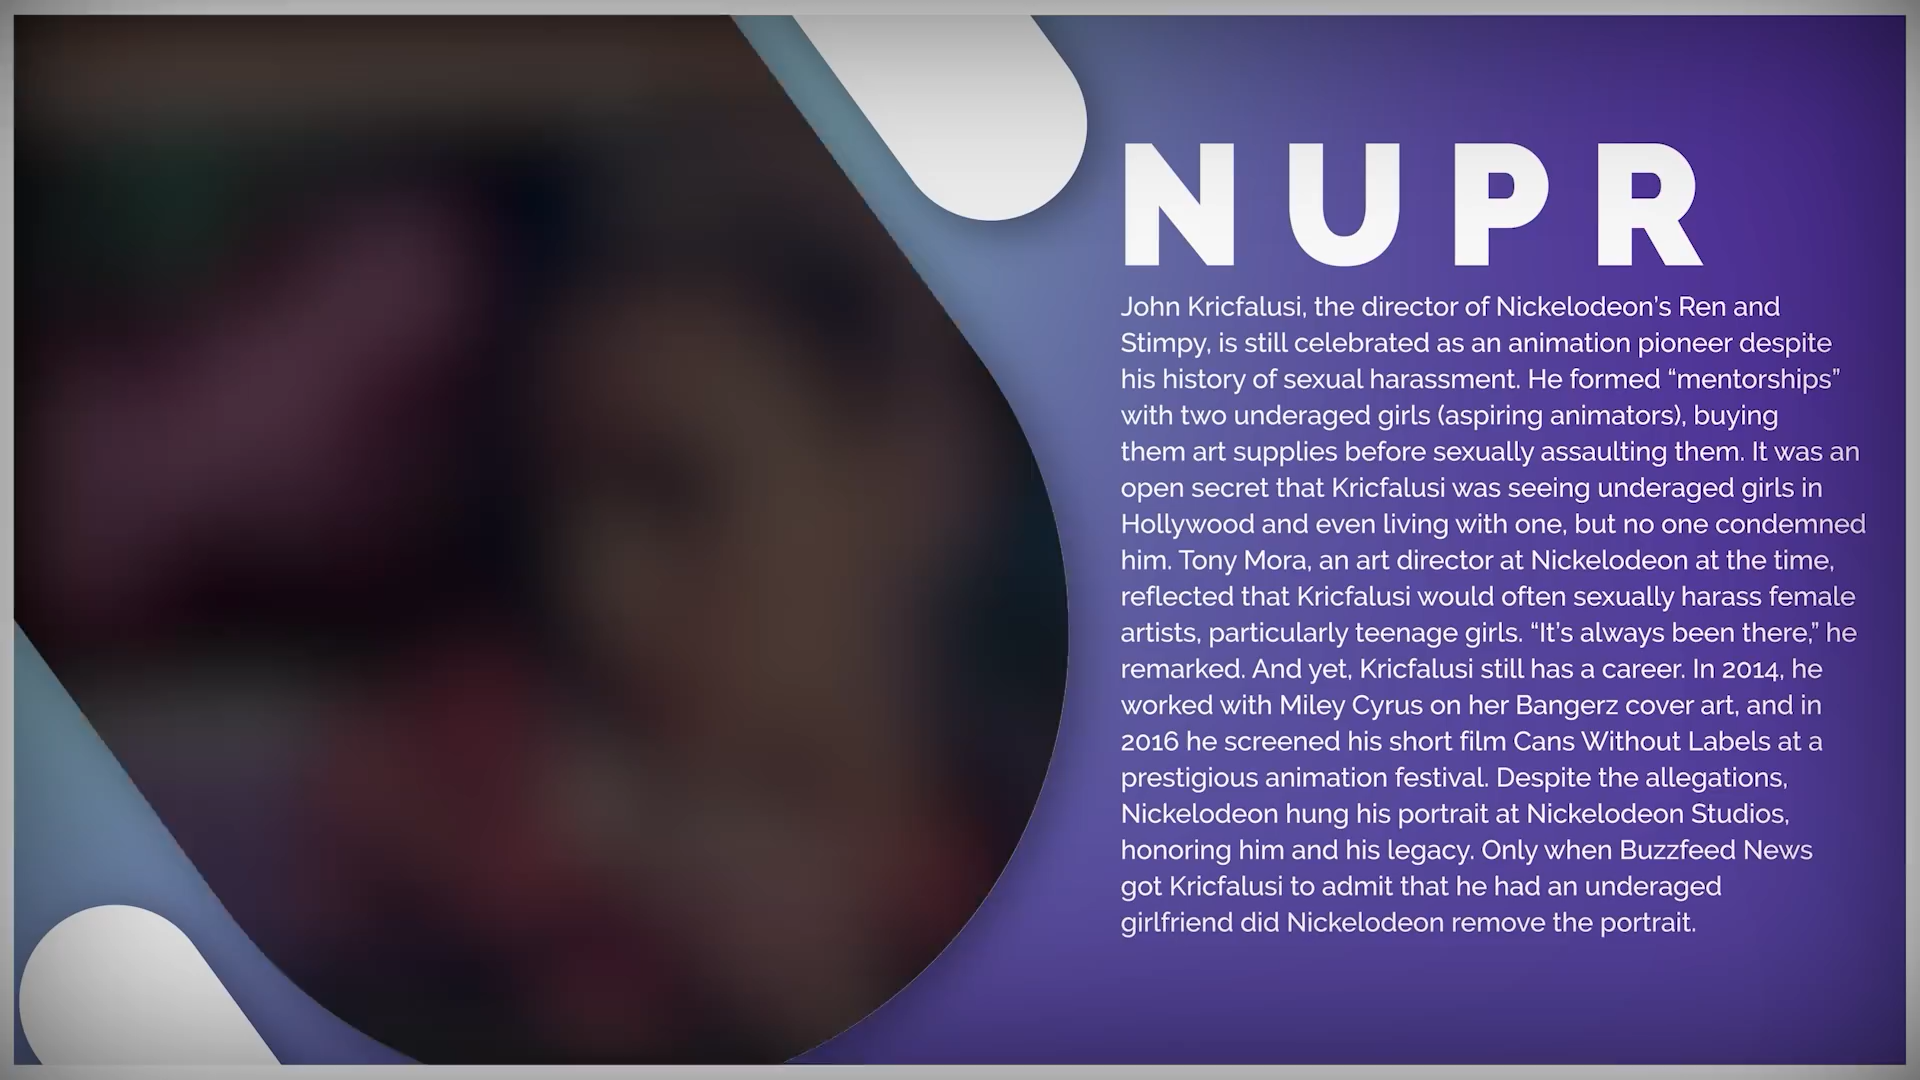 NUPR
John Kricfalusi, the director of Nickelodeon’s Ren and
Stimpy, is still celebrated as an animation pioneer despite
his history of sexual harassment. He formed “mentorships”
with two underaged girls (aspiring animators), buying
them art supplies before sexually assaulting them. It was an
open secret that Kricfalusi was seeing underaged girls in
Hollywood and even living with one, but no one condemned
him. Tony Mora, an art director at Nickelodeon at the time,
reflected that Kricfalusi would often sexually harass female
artists, particularly teenage girls. “It’s always been there,” he
remarked. And yet, Kricfalusi still has a career. In 2014, he
worked with Miley Cyrus on her Bangerz cover art, and in
2016 he screened his short film Cans Without Labels at a
prestigious animation festival. Despite the allegations,
Nickelodeon hung his portrait at Nickelodeon Studios,
honoring him and his legacy. Only when Buzzfeed News
got Kricfalusi to admit that he had an underaged
girlfriend did Nickelodeon remove the portrait.